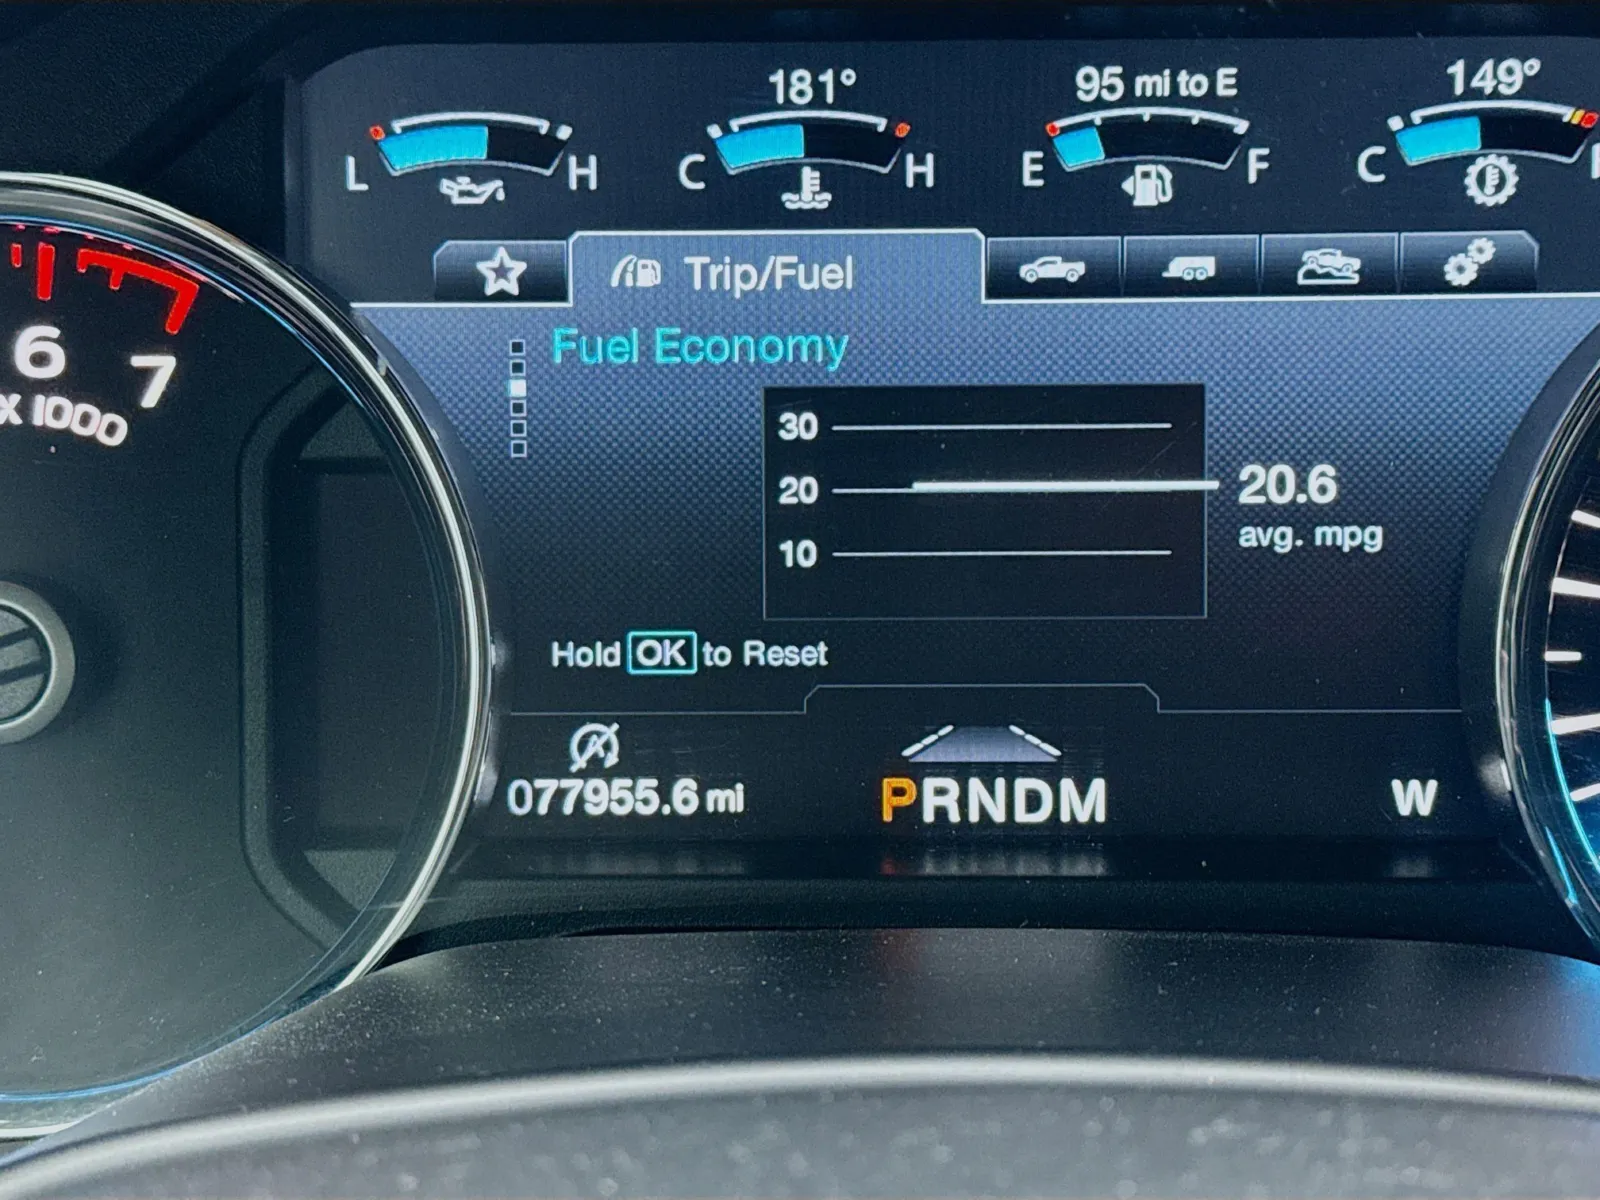 181°
95 mi to E
149°
L H
C H
E F
C
Trip/Fuel
Fuel Economy
30
20
10
20.6
avg. mpg
Hold OK to Reset
6 7
X 1000
077955.6 mi
PRNDM
W